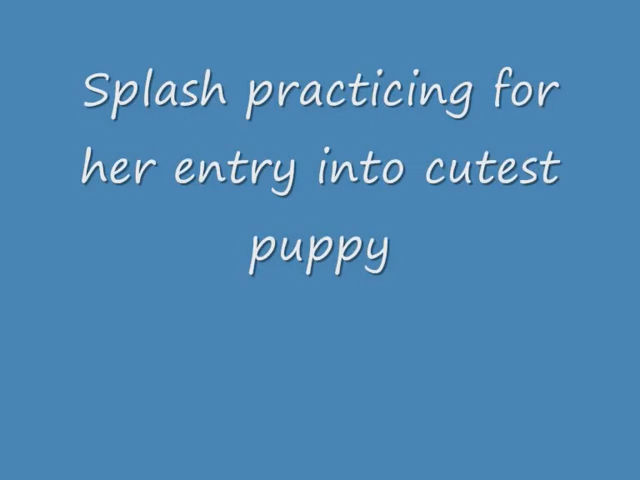 Splash practicing for
her entry into cutest
puppy